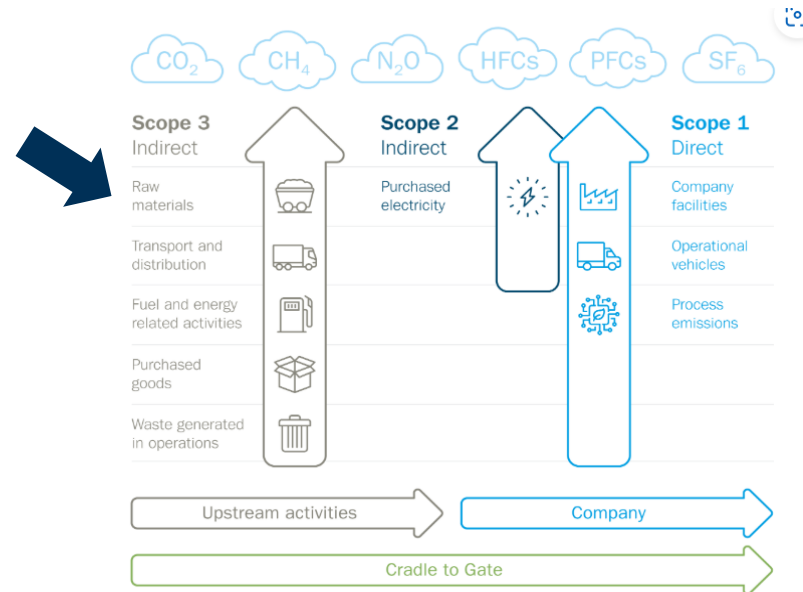 CO₂
CH₄
N₂O
HFCs
PFCs
SF₆
Scope 3
Indirect
Scope 2
Indirect
Scope 1
Direct
Raw
materials
Purchased
electricity
Company
facilities
Transport and
distribution
Operational
vehicles
Fuel and energy
related activities
Process
emissions
Purchased
goods
Waste generated
in operations
Upstream activities
Company
Cradle to Gate